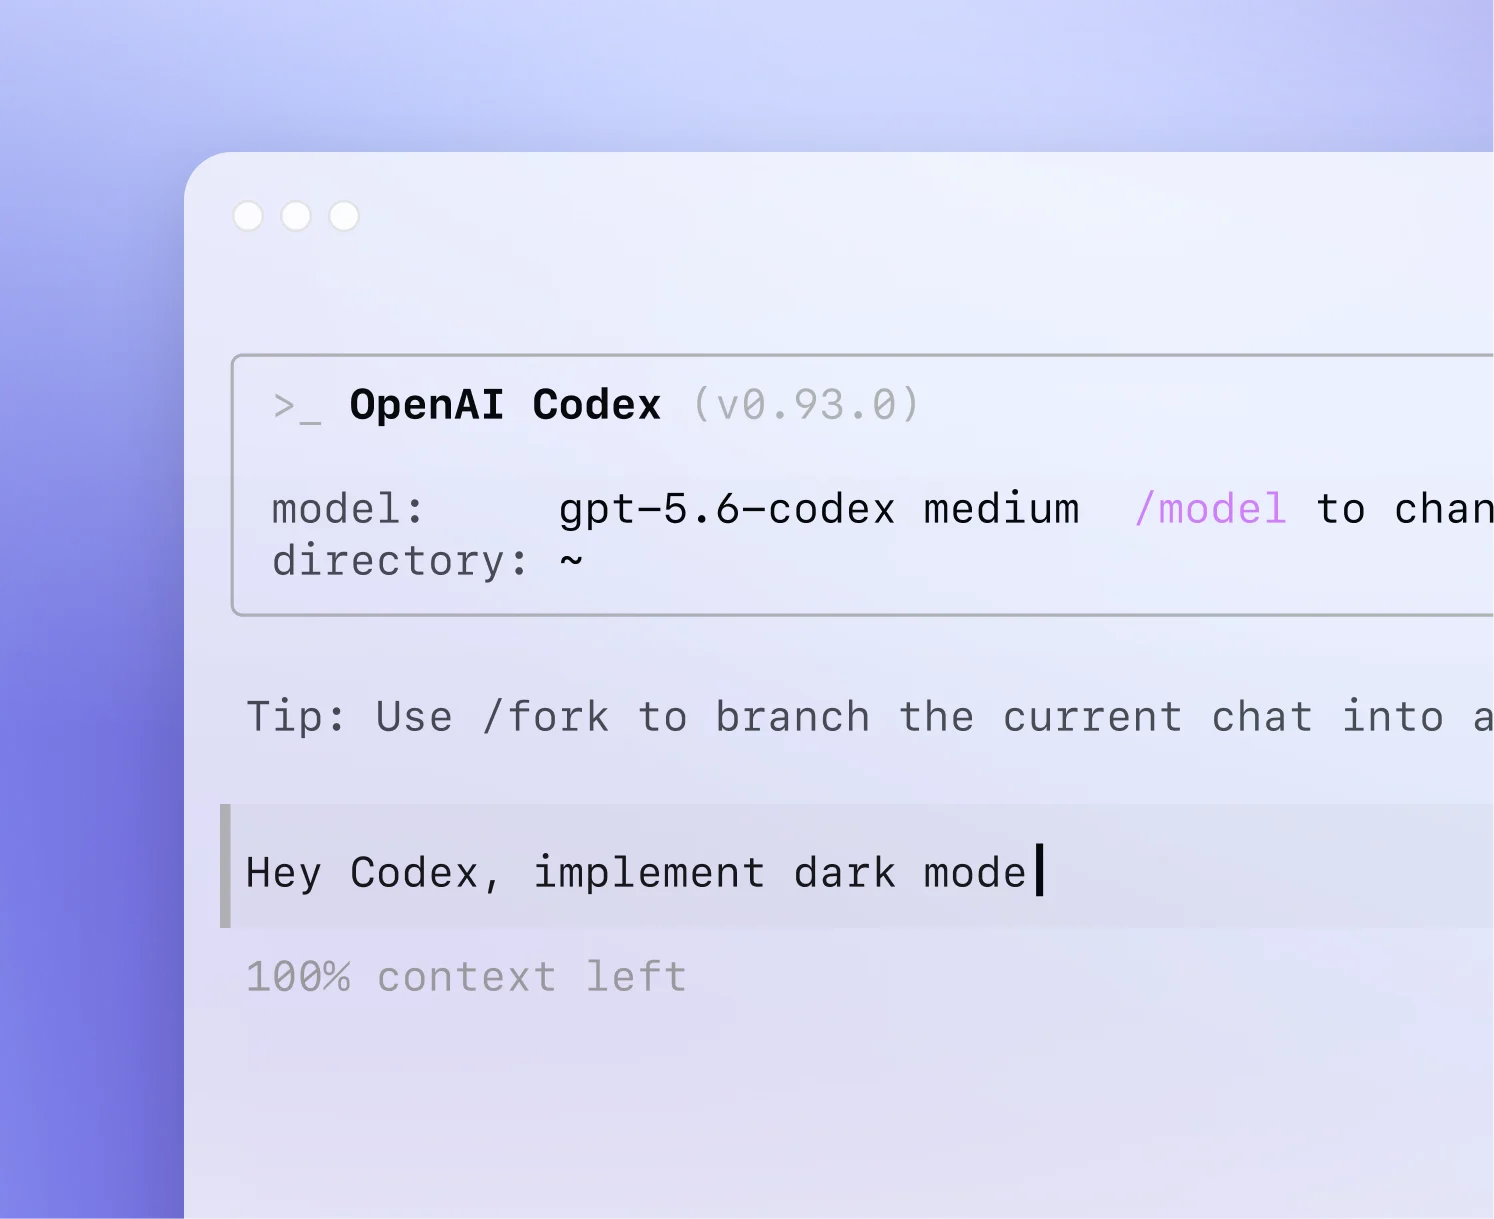 >_ OpenAI Codex (v0.93.0)
model: gpt-5.6-codex medium /model to chan
directory: ~
Tip: Use /fork to branch the current chat into a
Hey Codex, implement dark mode
100% context left